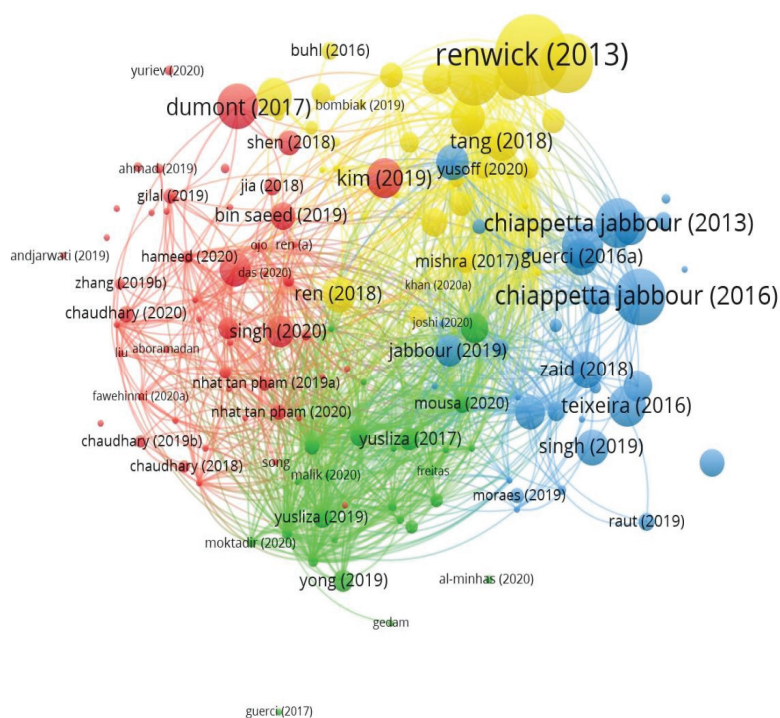 buhl (2016)
renwick (2013)
yuriev (2020)
dumont (2017)
bombiak (2019)
shen (2018)
tang (2018)
ahmad (2019)
kim (2019)
yusoff (2020)
gilal (2019)
jia (2018)
bin saeed (2019)
chiappetta jabbour (2013)
ojo
ren (a)
andjarwati (2019)
hameed (2020)
guerci (2016a)
mishra (2017)
das (2020)
zhang (2019b)
khan (2020a)
ren (2018)
chiappetta jabbour (2016)
chaudhary (2020)
joshi (2020)
singh (2020)
liu
aboramadan
jabbour (2019)
zaid (2018)
nhat tan pham (2019a)
fawehinmi (2020a)
mousa (2020)
teixeira (2016)
nhat tan pham (2020)
chaudhary (2019b)
yusliza (2017)
singh (2019)
chaudhary (2018)
song
malik (2020)
freitas
moraes (2019)
yusliza (2019)
raut (2019)
moktadir (2020)
yong (2019)
al-minhas (2020)
gedam
guerci (2017)